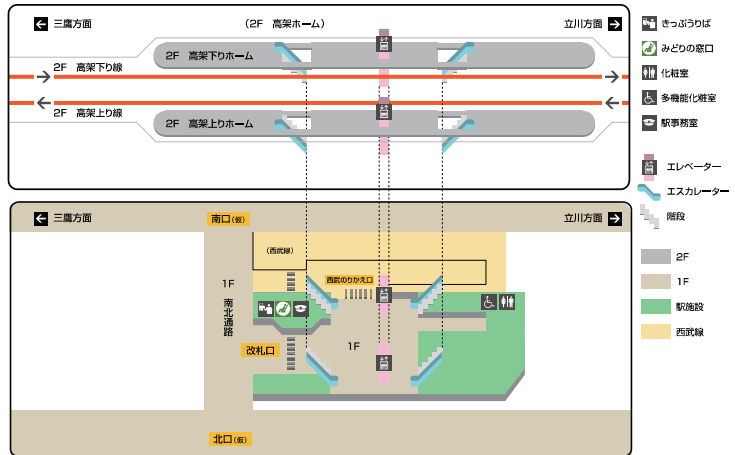 三鷹方面
(2F 高架ホーム)
立川方面
2F 高架下りホーム
2F 高架下り線
2F 高架上り線
2F 高架上りホーム
きっぷうりば
みどりの窓口
化粧室
多機能化粧室
駅事務室
エレベーター
エスカレーター
階段
2F
1F
駅施設
西武線
三鷹方面
南口(仮)
立川方面
(西武線)
西武のりかえ口
1F
南北通路
改札口
1F
北口(仮)